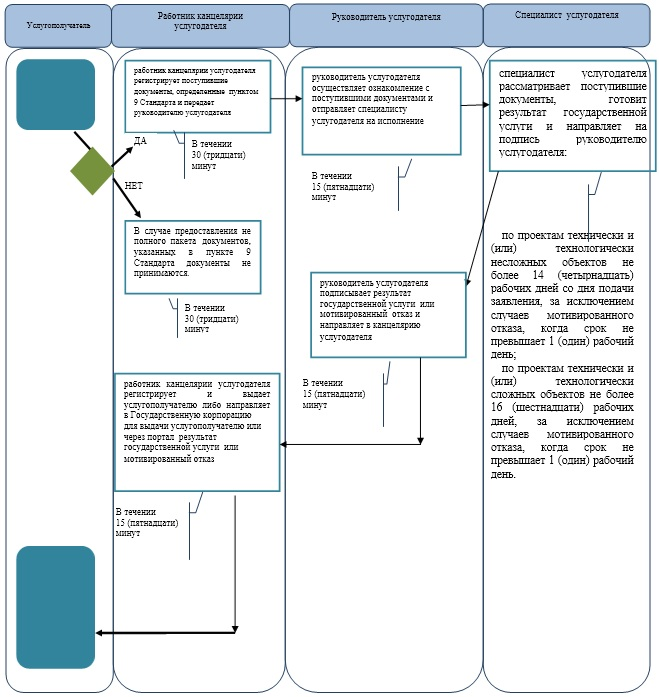 Услугополучатель
Работник канцелярии
услугодателя
Руководитель услугодателя
Специалист услугодателя
работник канцелярии услугодателя
регистрирует поступившие
документы, определенные пунктом
9 Стандарта и передает
руководителю услугодателя
ДА
В течении
30 (тридцати)
минут
НЕТ
В случае предоставления не
полного пакета документов,
указанных в пункте 9
Стандарта документы не
принимаются.
В течении
30 (тридцати)
минут
руководитель услугодателя
осуществляет ознакомление с
поступившими документами и
отправляет специалисту
услугодателя на исполнение
В течении
15 (пятнадцати)
минут
специалист услугодателя
рассматривает поступившие
документы, готовит
результат государственной
услуги и направляет на
подпись руководителю
услугодателя:
по проектам технически и
(или) технологически
несложных объектов не
более 14 (четырнадцать)
рабочих дней со дня подачи
заявления, за исключением
случаев мотивированного
отказа, когда срок не
превышает 1 (один) рабочий
день;
по проектам технически и
(или) технологически
сложных объектов не более
16 (шестнадцати) рабочих
дней, за исключением
случаев мотивированного
отказа, когда срок не
превышает 1 (один) рабочий
день.
руководитель услугодателя
подписывает результат
государственной услуги или
мотивированный отказ и
направляет в канцелярию
услугодателя
В течении
15 (пятнадцати)
минут
работник канцелярии услугодателя
регистрирует и выдает
услугополучателю либо направляет
в Государственную корпорацию
для выдачи услугополучателю или
через портал результат
государственной услуги или
мотивированный отказ
В течении
15 (пятнадцати)
минут